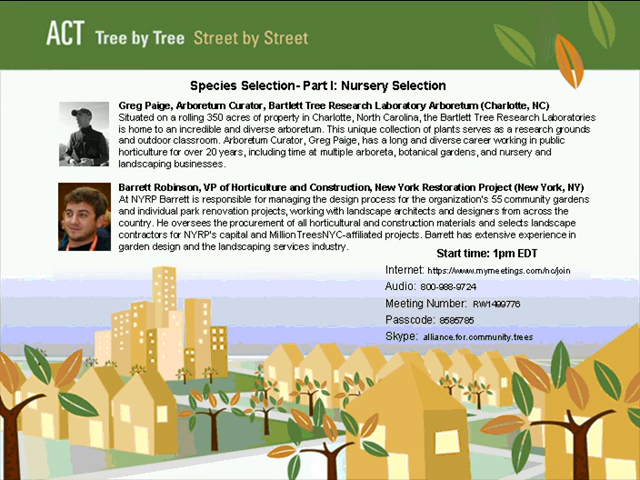 ACT Tree by Tree Street by Street
Species Selection- Part I: Nursery Selection
Greg Paige, Arboretum Curator, Bartlett Tree Research Laboratory Arboretum (Charlotte, NC)
Situated on a rolling 350 acres of property in Charlotte, North Carolina, the Bartlett Tree Research Laboratories
is home to an incredible and diverse arboretum. This unique collection of plants serves as a research grounds
and outdoor classroom. Arboretum Curator, Greg Paige, has a long and diverse career working in public
horticulture for over 20 years, including time at multiple arboreta, botanical gardens, and nursery and
landscaping businesses.
Barrett Robinson, VP of Horticulture and Construction, New York Restoration Project (New York, NY)
At NYRP Barrett is responsible for managing the design process for the organization's 55 community gardens
and individual park renovation projects, working with landscape architects and designers from across the
country. He oversees the procurement of all horticultural and construction materials and selects landscape
contractors for NYRP's capital and MillionTreesNYC-affiliated projects. Barrett has extensive experience in
garden design and the landscaping services industry.
Start time: 1pm EDT
Internet: https://www.mymeetings.com/nc/join
Audio: 800-988-9724
Meeting Number: RW1499776
Passcode: 8585785
Skype: alliance.for.community.trees